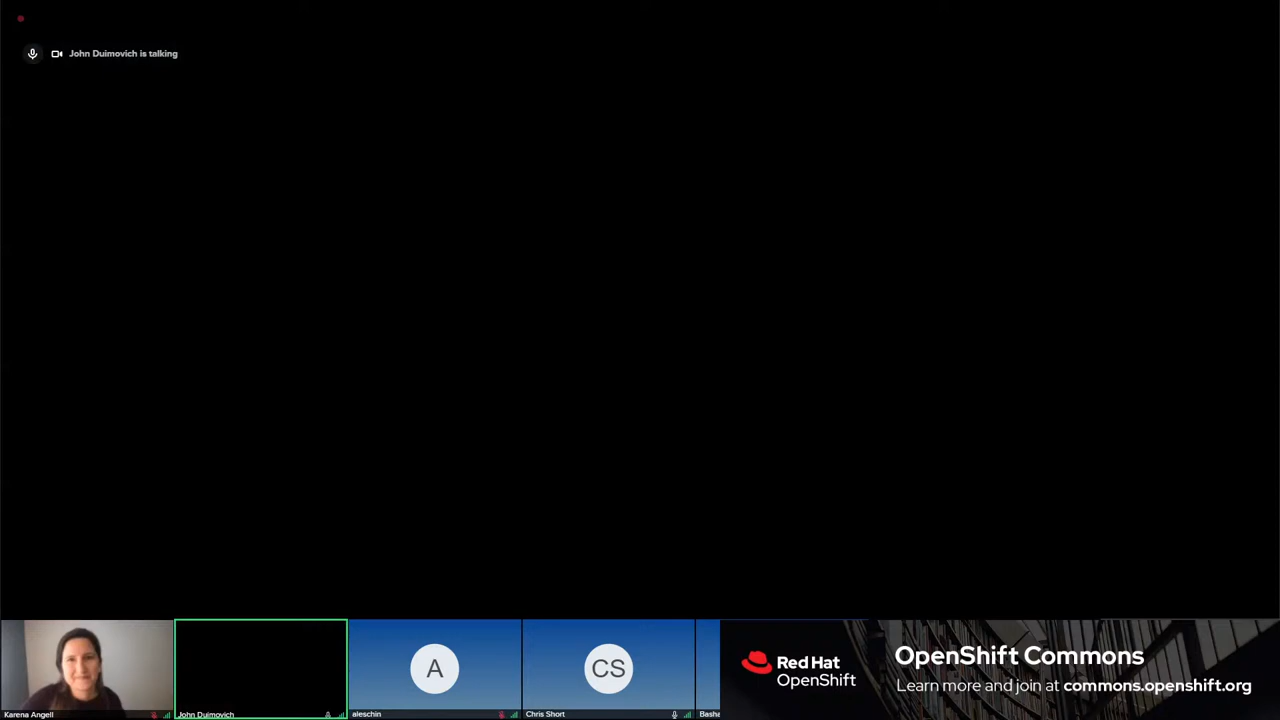 John Duimovich is talking
A
CS
Karena Angell
John Duimovich
aleschin
Chris Short
Basha
Red Hat
OpenShift
OpenShift Commons
Learn more and join at commons.openshift.org